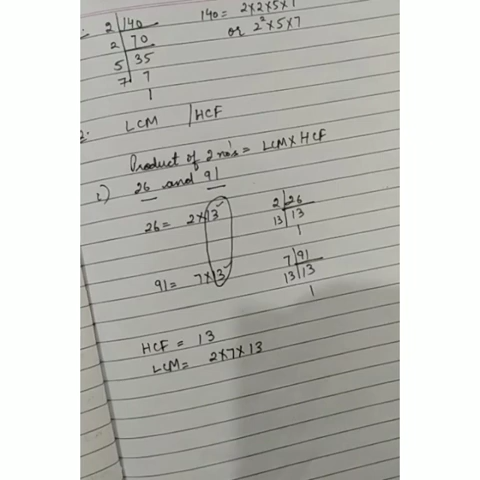 2 140 140 = 2×2×5×7
2 70 or 2²×5×7
5 35
7 7
1
2. LCM / HCF
Product of 2 no's = LCM × HCF
i) 26 and 91
26 = 2×13 2 26
13 13
1
91 = 7×13 7 91
13 13
1
HCF = 13
LCM = 2×7×13